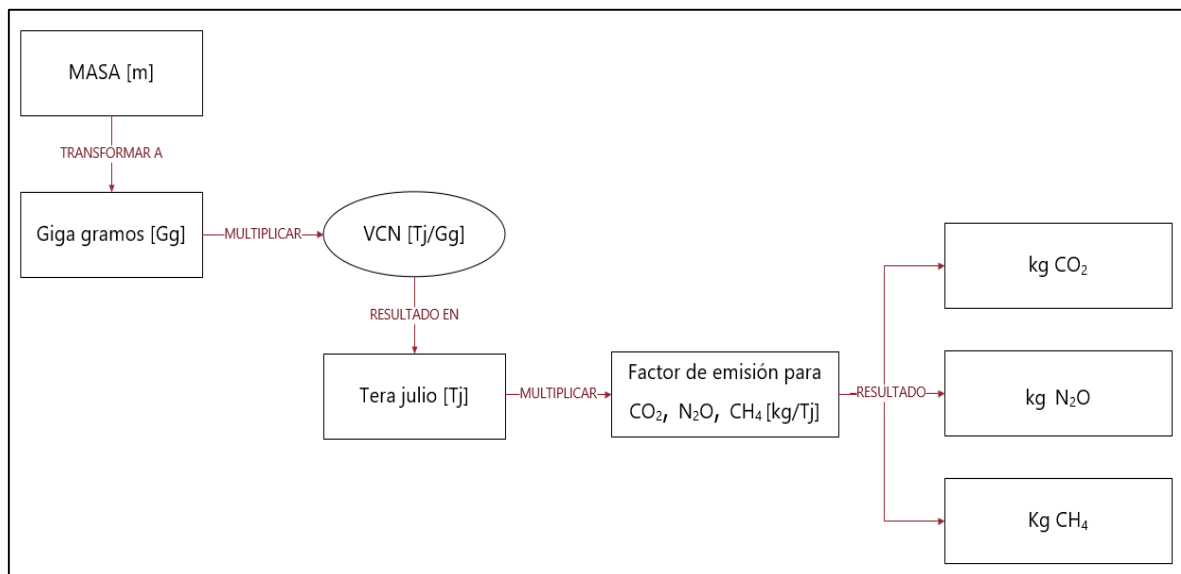 MASA [m]
TRANSFORMAR A
Giga gramos [Gg]
MULTIPLICAR
VCN [Tj/Gg]
RESULTADO EN
Tera julio [Tj]
MULTIPLICAR
Factor de emisión para
CO₂, N₂O, CH₄ [kg/Tj]
RESULTADO
kg CO₂
kg N₂O
Kg CH₄